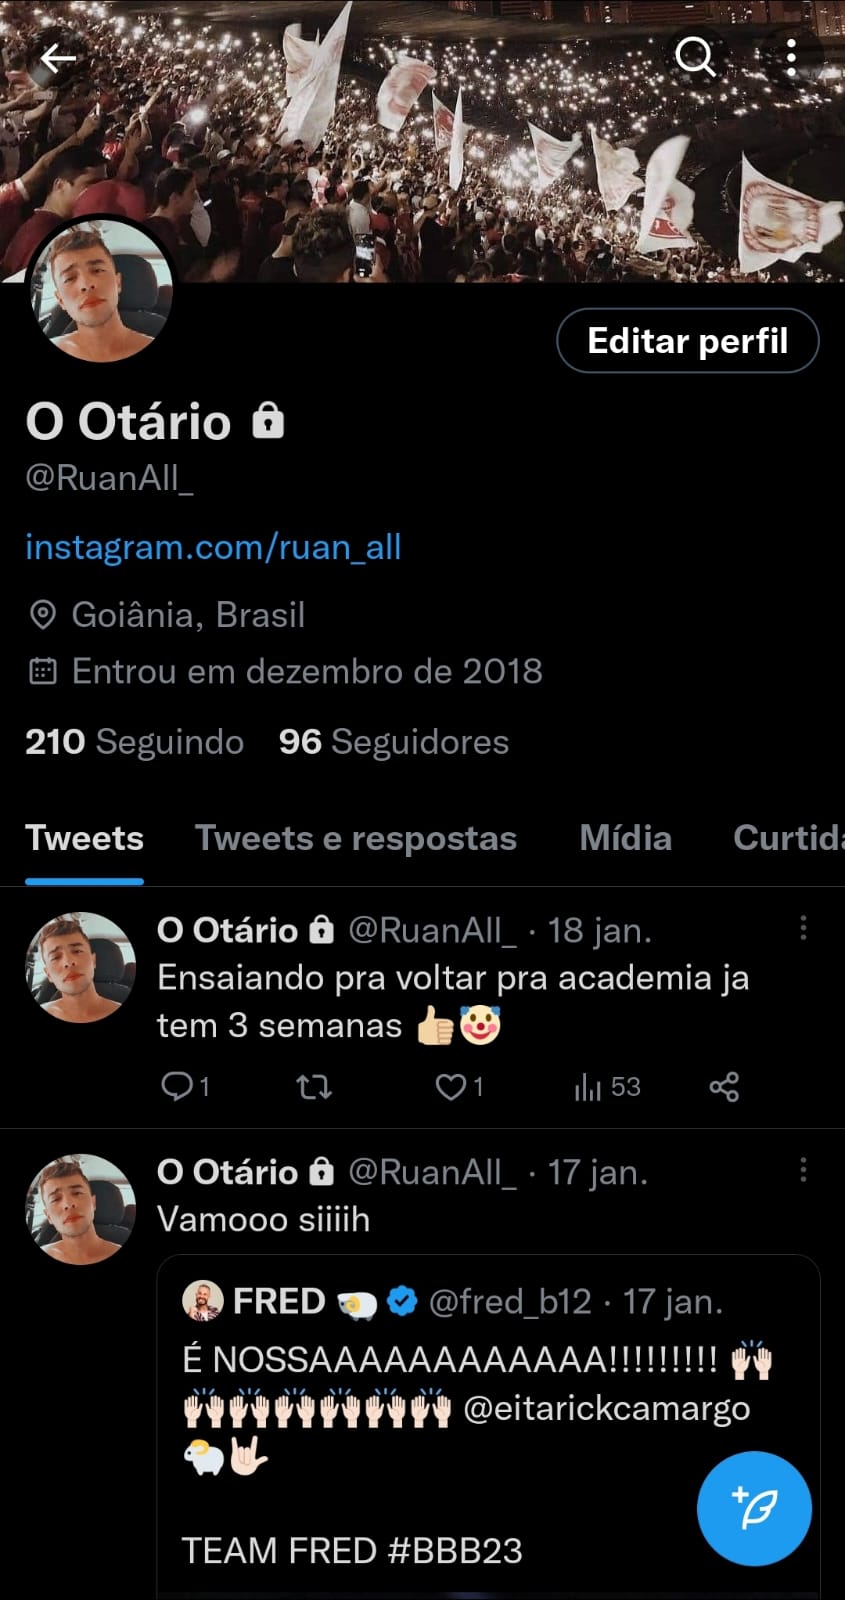 Editar perfil
O Otário
@RuanAll_
instagram.com/ruan_all
Goiânia, Brasil
Entrou em dezembro de 2018
210 Seguindo 96 Seguidores
Tweets Tweets e respostas Mídia Curtida
O Otário @RuanAll_ · 18 jan.
Ensaiando pra voltar pra academia ja
tem 3 semanas 👍🏼🤡
1 1 53
O Otário @RuanAll_ · 17 jan.
Vamooo siiiih
FRED 🐏 @fred_b12 · 17 jan.
É NOSSAAAAAAAAAAAA!!!!!!!!! 🙌🏻
🙌🏻🙌🏻🙌🏻🙌🏻🙌🏻🙌🏻 @eitarickcamargo
🐏🤟🏻
TEAM FRED #BBB23